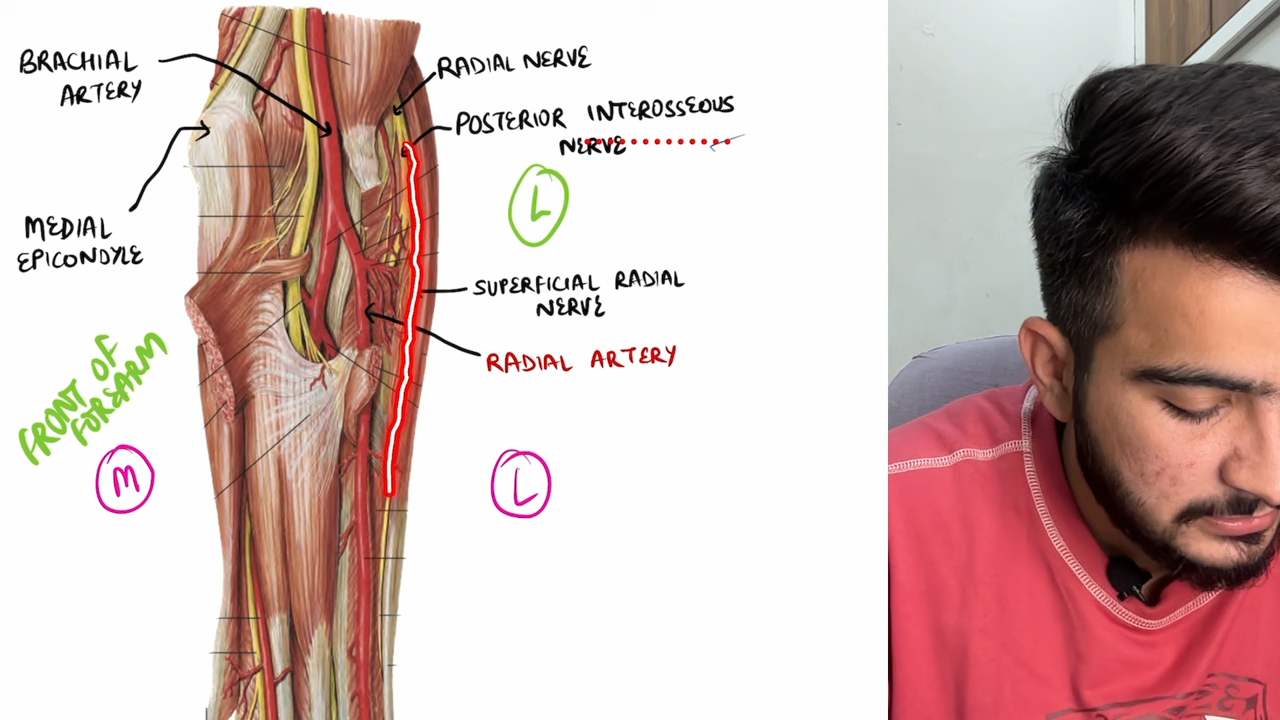 BRACHIAL
ARTERY
RADIAL NERVE
POSTERIOR INTEROSSEOUS
NERVE
MEDIAL
EPICONDYLE
L
SUPERFICIAL RADIAL
NERVE
RADIAL ARTERY
FRONT OF
FOREARM
M
L